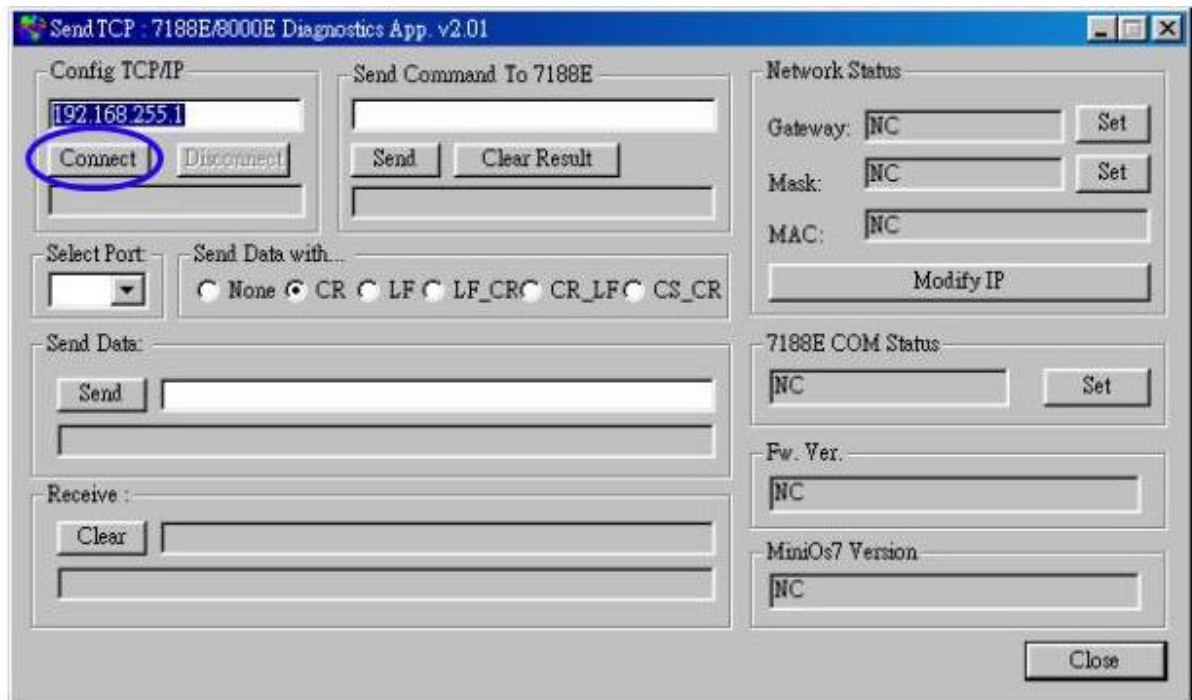 Send TCP : 7188E/8000E Diagnostics App. v2.01
Config TCP/IP
192.168.255.1
Connect
Disconnect
Send Command To 7188E
Send
Clear Result
Network Status
Gateway:
NC
Set
Mask:
NC
Set
MAC:
NC
Modify IP
Select Port:
Send Data with...
None
CR
LF
LF_CR
CR_LF
CS_CR
Send Data:
Send
7188E COM Status
NC
Set
Fw. Ver.
NC
Receive :
Clear
MiniOs7 Version
NC
Close